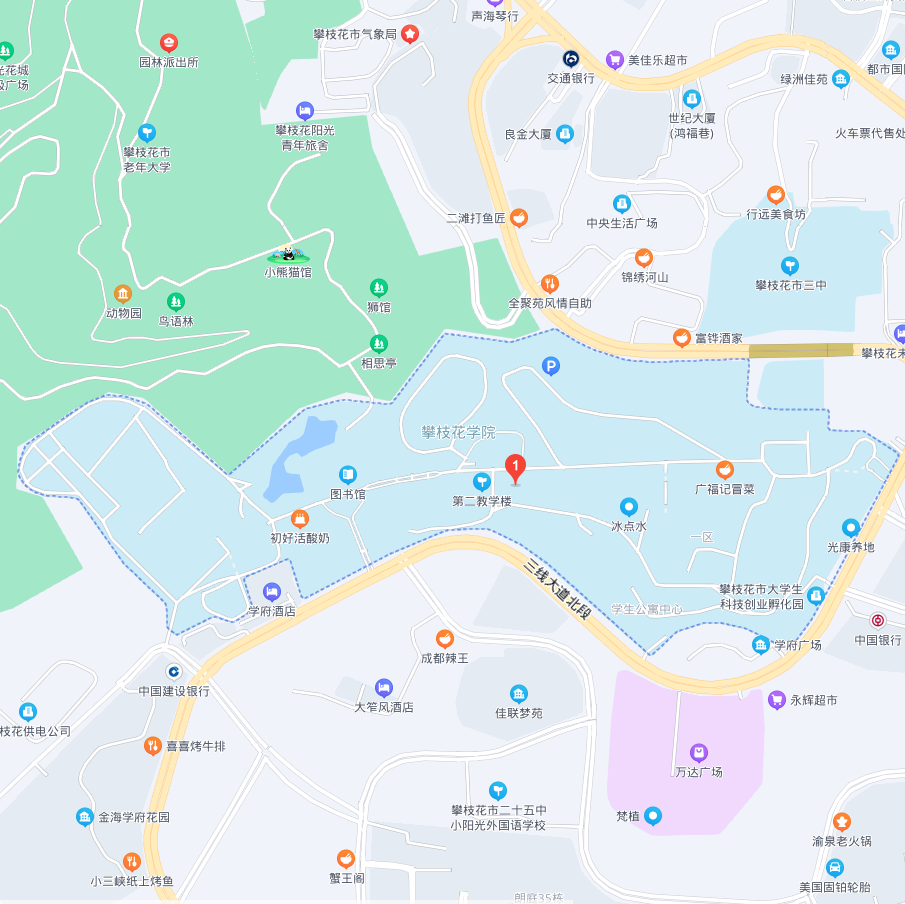 声海琴行
攀枝花市气象局
园林派出所
光花城
级广场
交通银行
美佳乐超市
都市国际
绿洲佳苑
世纪大厦
(鸿福巷)
火车票代售处
攀枝花阳光
青年旅舍
良金大厦
攀枝花市
老年大学
二滩打鱼匠
中央生活广场
行远美食坊
小熊猫馆
锦绣河山
攀枝花市三中
动物园
鸟语林
狮馆
全聚苑风情自助
相思亭
富铧酒家
攀枝花未
P
攀枝花学院
1
图书馆
第二教学楼
广福记冒菜
初好活酸奶
冰点水
一区
光康养地
三线大道北段
学府酒店
学生公寓中心
攀枝花市大学生
科技创业孵化园
学府广场
中国银行
成都辣王
中国建设银行
大笮风酒店
佳联梦苑
永辉超市
枝花供电公司
喜喜烤牛排
万达广场
金海学府花园
攀枝花市二十五中
小阳光外国语学校
梵植
渝泉老火锅
小三峡纸上烤鱼
蟹王阁
美国固铂轮胎
朗庭35栋